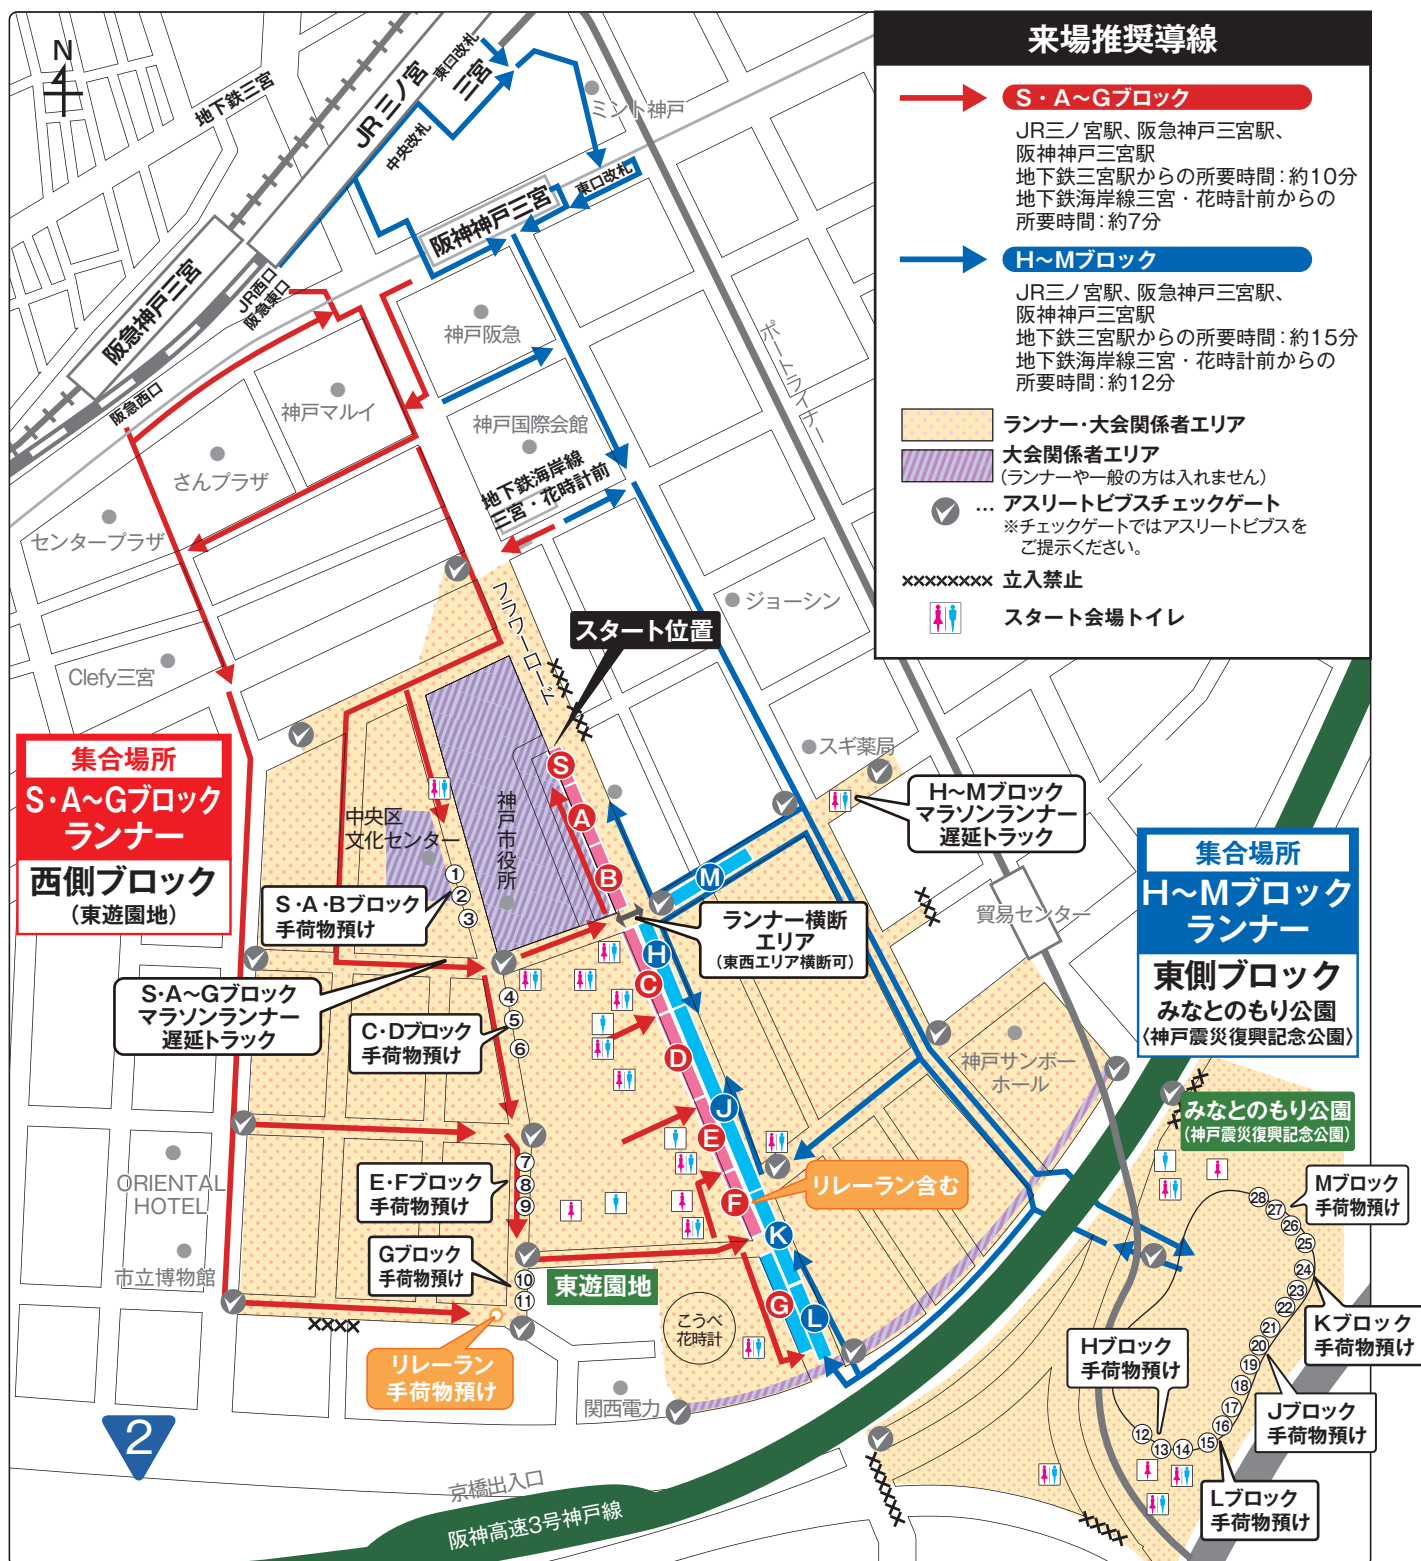 来場推奨導線
S・A〜Gブロック
JR三ノ宮駅、阪急神戸三宮駅、
阪神神戸三宮駅
地下鉄三宮駅からの所要時間：約10分
地下鉄海岸線三宮・花時計前からの
所要時間：約7分
H〜Mブロック
JR三ノ宮駅、阪急神戸三宮駅、
阪神神戸三宮駅
地下鉄三宮駅からの所要時間：約15分
地下鉄海岸線三宮・花時計前からの
所要時間：約12分
ランナー・大会関係者エリア
大会関係者エリア
(ランナーや一般の方は入れません)
… アスリートビブスチェックゲート
※チェックゲートではアスリートビブスを
ご提示ください。
立入禁止
スタート会場トイレ
N
地下鉄三宮
JR三ノ宮
東口改札
三宮
中央改札
ミント神戸
東口改札
阪神神戸三宮
阪急神戸三宮
JR西口
阪急東口
阪急西口
神戸阪急
神戸マルイ
神戸国際会館
さんプラザ
センタープラザ
地下鉄海岸線
三宮・花時計前
ポートライナー
ジョーシン
フラワーロード
スタート位置
Clefy三宮
スギ薬局
集合場所
S・A〜Gブロック
ランナー
西側ブロック
(東遊園地)
中央区
文化センター
神戸市役所
S
A
B
M
H
C
D
J
E
F
K
G
L
H〜Mブロック
マラソンランナー
遅延トラック
集合場所
H〜Mブロック
ランナー
東側ブロック
みなとのもり公園
〈神戸震災復興記念公園〉
貿易センター
①
②
③
S・A・Bブロック
手荷物預け
ランナー横断
エリア
(東西エリア横断可)
S・A〜Gブロック
マラソンランナー
遅延トラック
④
⑤
⑥
C・Dブロック
手荷物預け
神戸サンボー
ホール
みなとのもり公園
(神戸震災復興記念公園)
⑦
⑧
⑨
E・Fブロック
手荷物預け
リレーラン含む
ORIENTAL
HOTEL
市立博物館
Gブロック
手荷物預け
⑩
⑪
東遊園地
こうべ
花時計
リレーラン
手荷物預け
関西電力
Mブロック
手荷物預け
㉘
㉗
㉖
㉕
㉔
㉓
㉒
㉑
⑳
⑲
⑱
⑰
⑯
⑮
⑭
⑬
⑫
Kブロック
手荷物預け
Hブロック
手荷物預け
Jブロック
手荷物預け
Lブロック
手荷物預け
2
京橋出入口
阪神高速3号神戸線